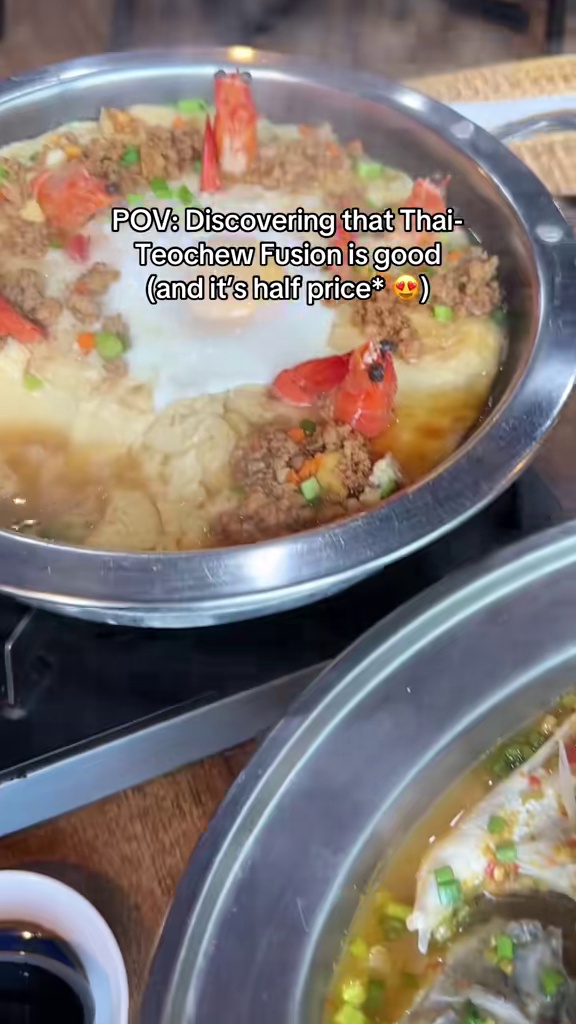 POV: Discovering that Thai-
Teochew Fusion is good
(and it's half price* 😍)